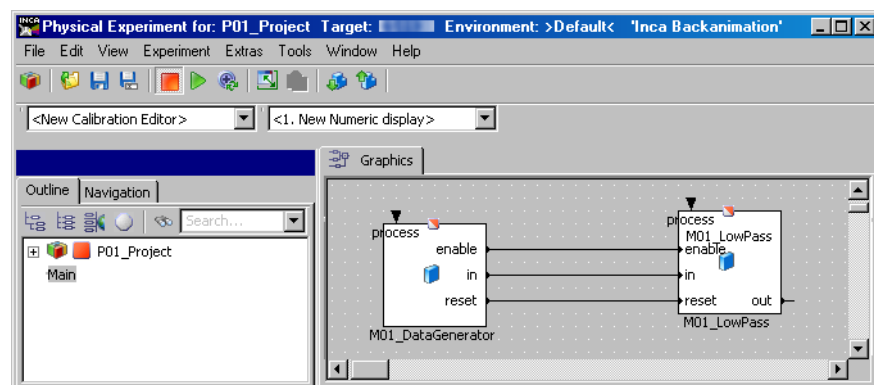 INCA Physical Experiment for: P01_Project Target: Environment: >Default< 'Inca Backanimation'
File Edit View Experiment Extras Tools Window Help
<New Calibration Editor> <1. New Numeric display>
Graphics
Outline Navigation
Search...
P01_Project
Main
process
enable
in
reset
M01_DataGenerator
process
M01_LowPass
enable
in
reset out
M01_LowPass